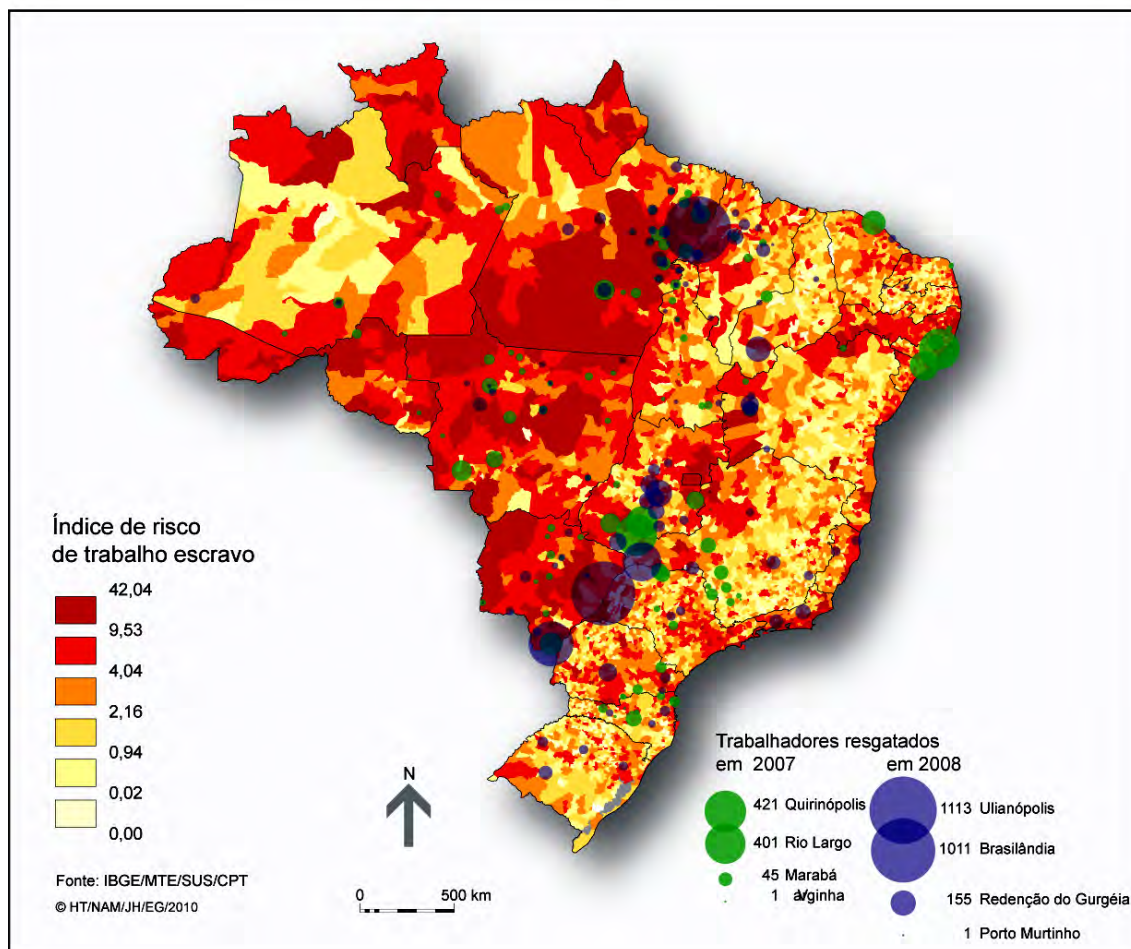 N
Índice de risco
de trabalho escravo
42,04
9,53
4,04
2,16
0,94
0,02
0,00
Fonte: IBGE/MTE/SUS/CPT
© HT/NAM/JH/EG/2010
0 500 km
Trabalhadores resgatados
em 2007 em 2008
421 Quirinópolis
401 Rio Largo
45 Marabá
1
1113 Ulianópolis
1011 Brasilândia
155 Redenção do Gurgéia
1 Porto Murtinho